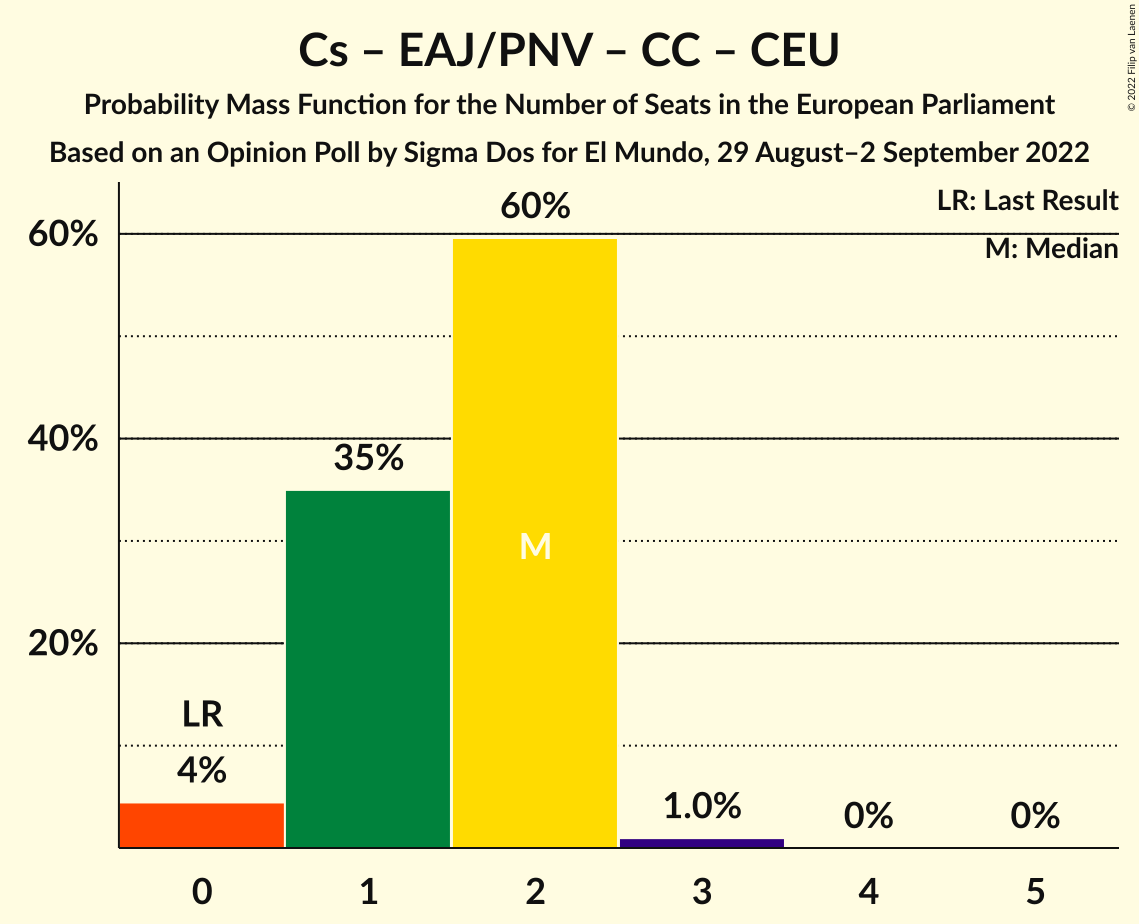 Cs – EAJ/PNV – CC – CEU
Probability Mass Function for the Number of Seats in the European Parliament
Based on an Opinion Poll by Sigma Dos for El Mundo, 29 August–2 September 2022
© 2022 Filip van Laenen
LR: Last Result
M: Median
60%
40%
20%
LR
4%
35%
60%
M
1.0%
0%
0%
0 1 2 3 4 5